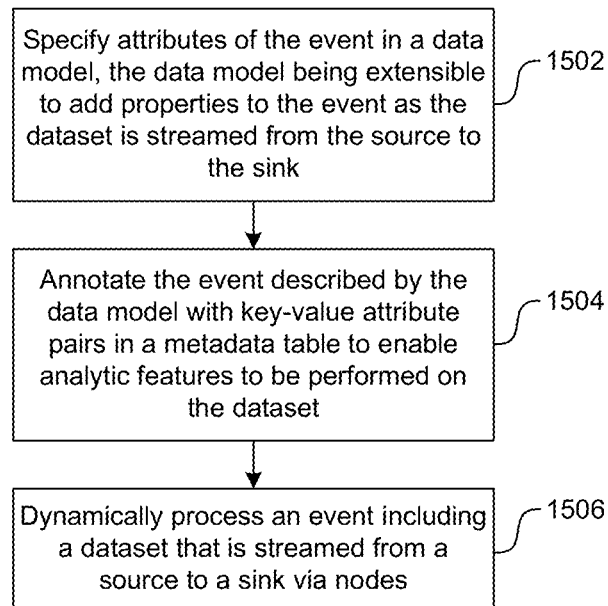 Specify attributes of the event in a data
model, the data model being extensible
to add properties to the event as the
dataset is streamed from the source to
the sink
1502
Annotate the event described by the
data model with key-value attribute
pairs in a metadata table to enable
analytic features to be performed on
the dataset
1504
Dynamically process an event including
a dataset that is streamed from a
source to a sink via nodes
1506